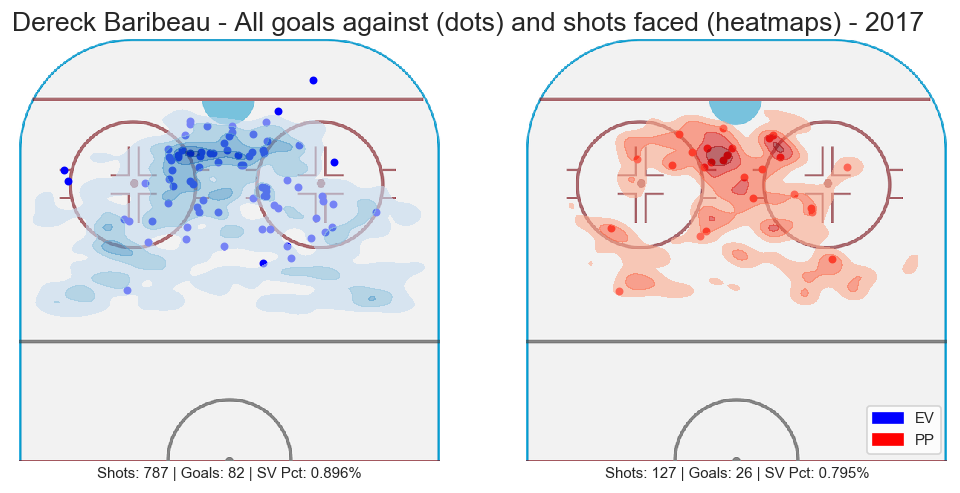 Dereck Baribeau - All goals against (dots) and shots faced (heatmaps) - 2017
EV
PP
Shots: 787 | Goals: 82 | SV Pct: 0.896%
Shots: 127 | Goals: 26 | SV Pct: 0.795%